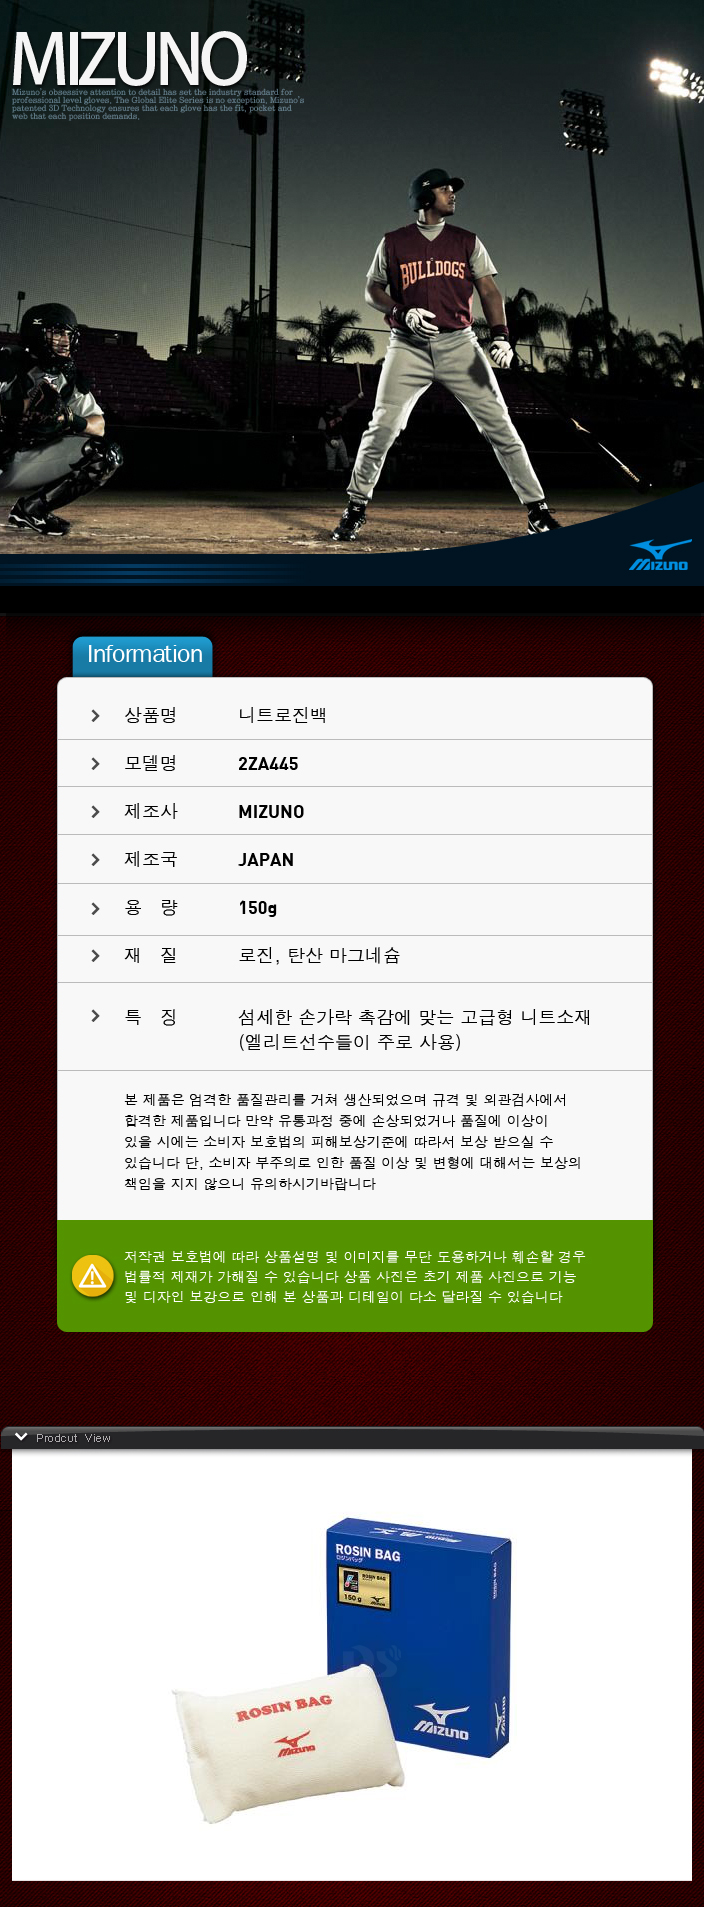 MIZUNO
Mizuno's obsessive attention to detail has set the industry standard for
professional level gloves. The Global Elite Series is no exception. Mizuno's
patented 3D Technology ensures that each glove has the fit, pocket and
web that each position demands.
BULLDOGS
MIZUNO
Information
상품명 니트로진백
모델명 2ZA445
제조사 MIZUNO
제조국 JAPAN
용 량 150g
재 질 로진, 탄산 마그네슘
특 징 섬세한 손가락 촉감에 맞는 고급형 니트소재
(엘리트선수들이 주로 사용)
본 제품은 엄격한 품질관리를 거쳐 생산되었으며 규격 및 외관검사에서
합격한 제품입니다 만약 유통과정 중에 손상되었거나 품질에 이상이
있을 시에는 소비자 보호법의 피해보상기준에 따라서 보상 받으실 수
있습니다 단, 소비자 부주의로 인한 품질 이상 및 변형에 대해서는 보상의
책임을 지지 않으니 유의하시기바랍니다
저작권 보호법에 따라 상품설명 및 이미지를 무단 도용하거나 훼손할 경우
법률적 제재가 가해질 수 있습니다 상품 사진은 초기 제품 사진으로 기능
및 디자인 보강으로 인해 본 상품과 디테일이 다소 달라질 수 있습니다
Prodcut View
ROSIN BAG
ロジンバッグ
ROSIN BAG
150 g
MIZUNO
ROSIN BAG
MIZUNO